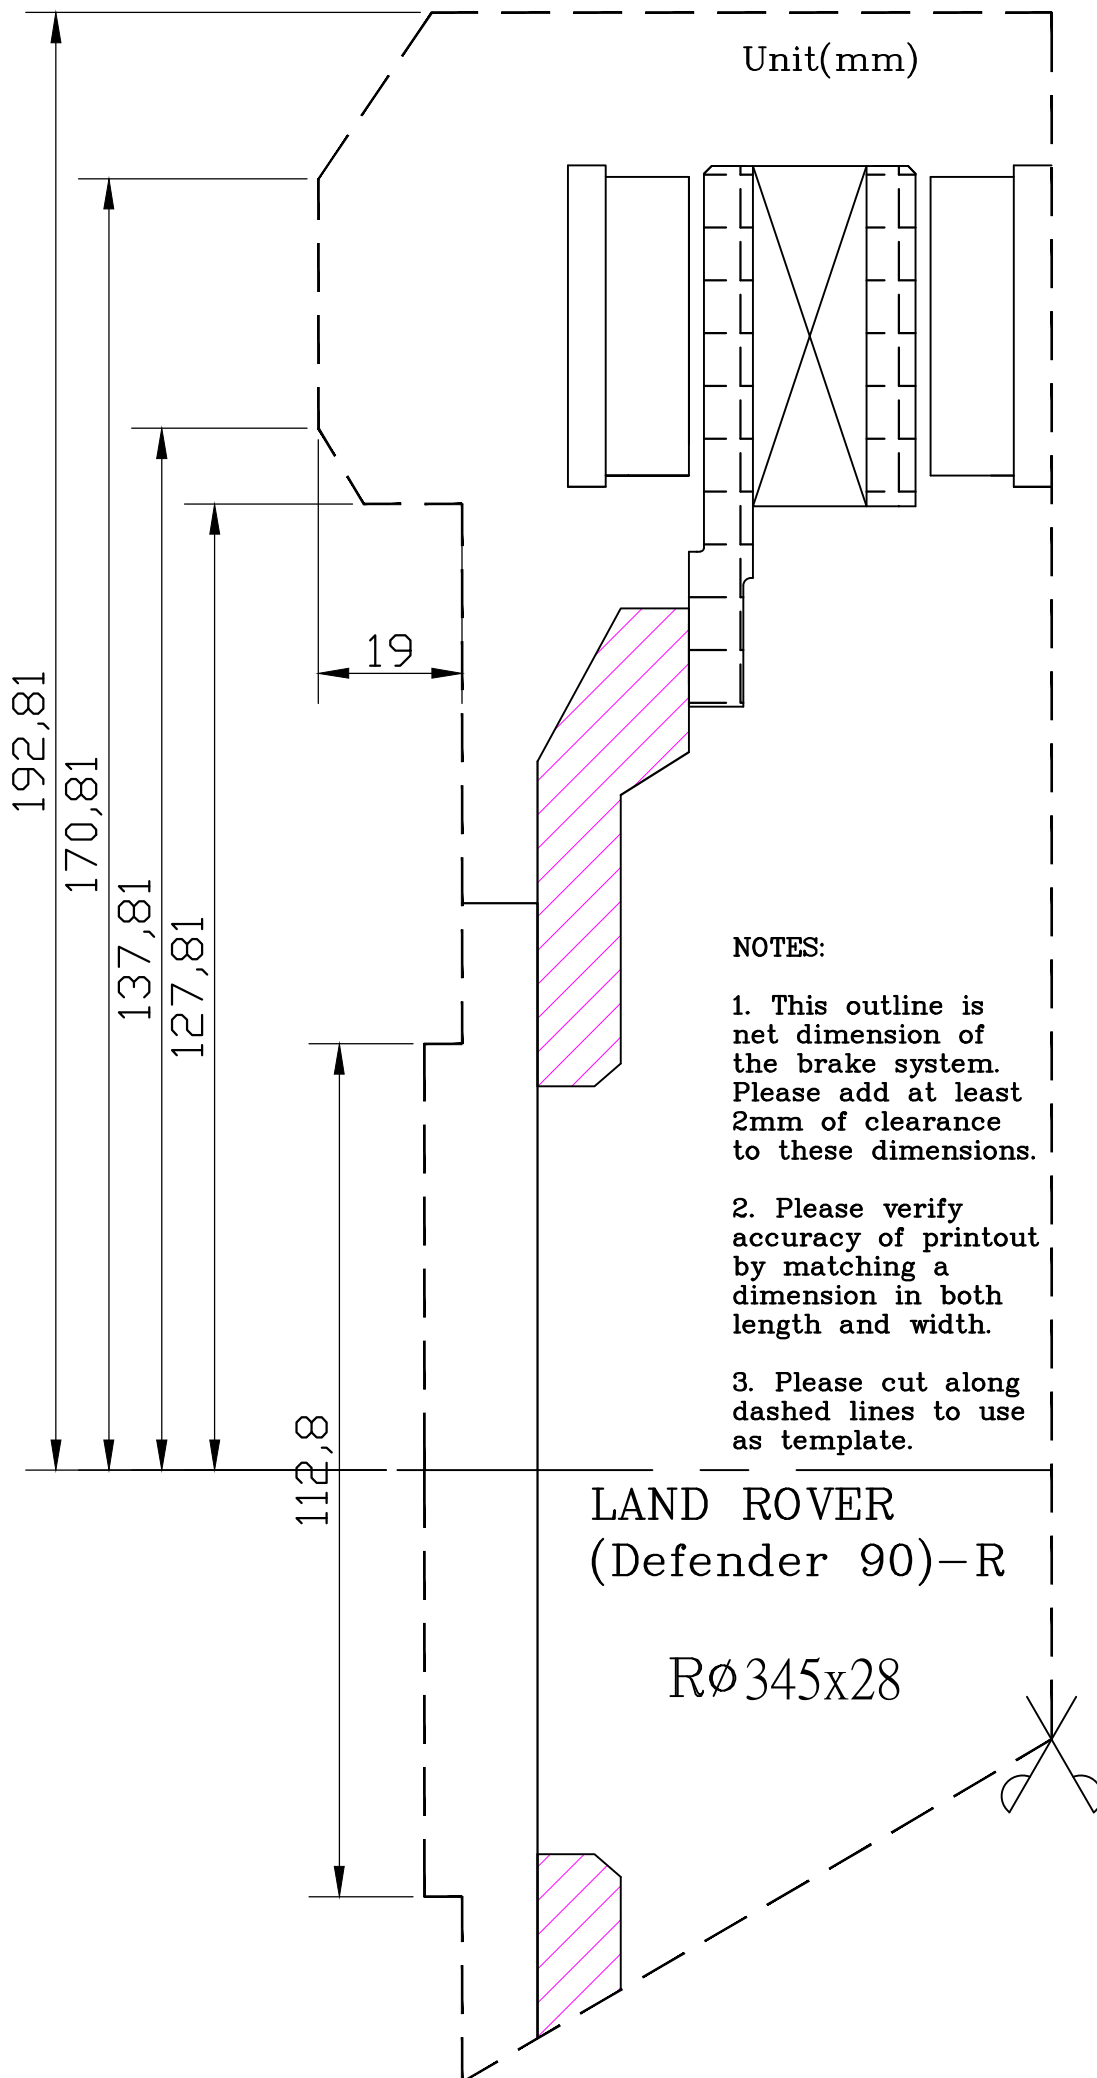 Unit(mm)
19
192,81
170,81
137,81
127,81
112,8
NOTES:
1. This outline is
net dimension of
the brake system.
Please add at least
2mm of clearance
to these dimensions.
2. Please verify
accuracy of printout
by matching a
dimension in both
length and width.
3. Please cut along
dashed lines to use
as template.
LAND ROVER
(Defender 90)-R
RØ345x28